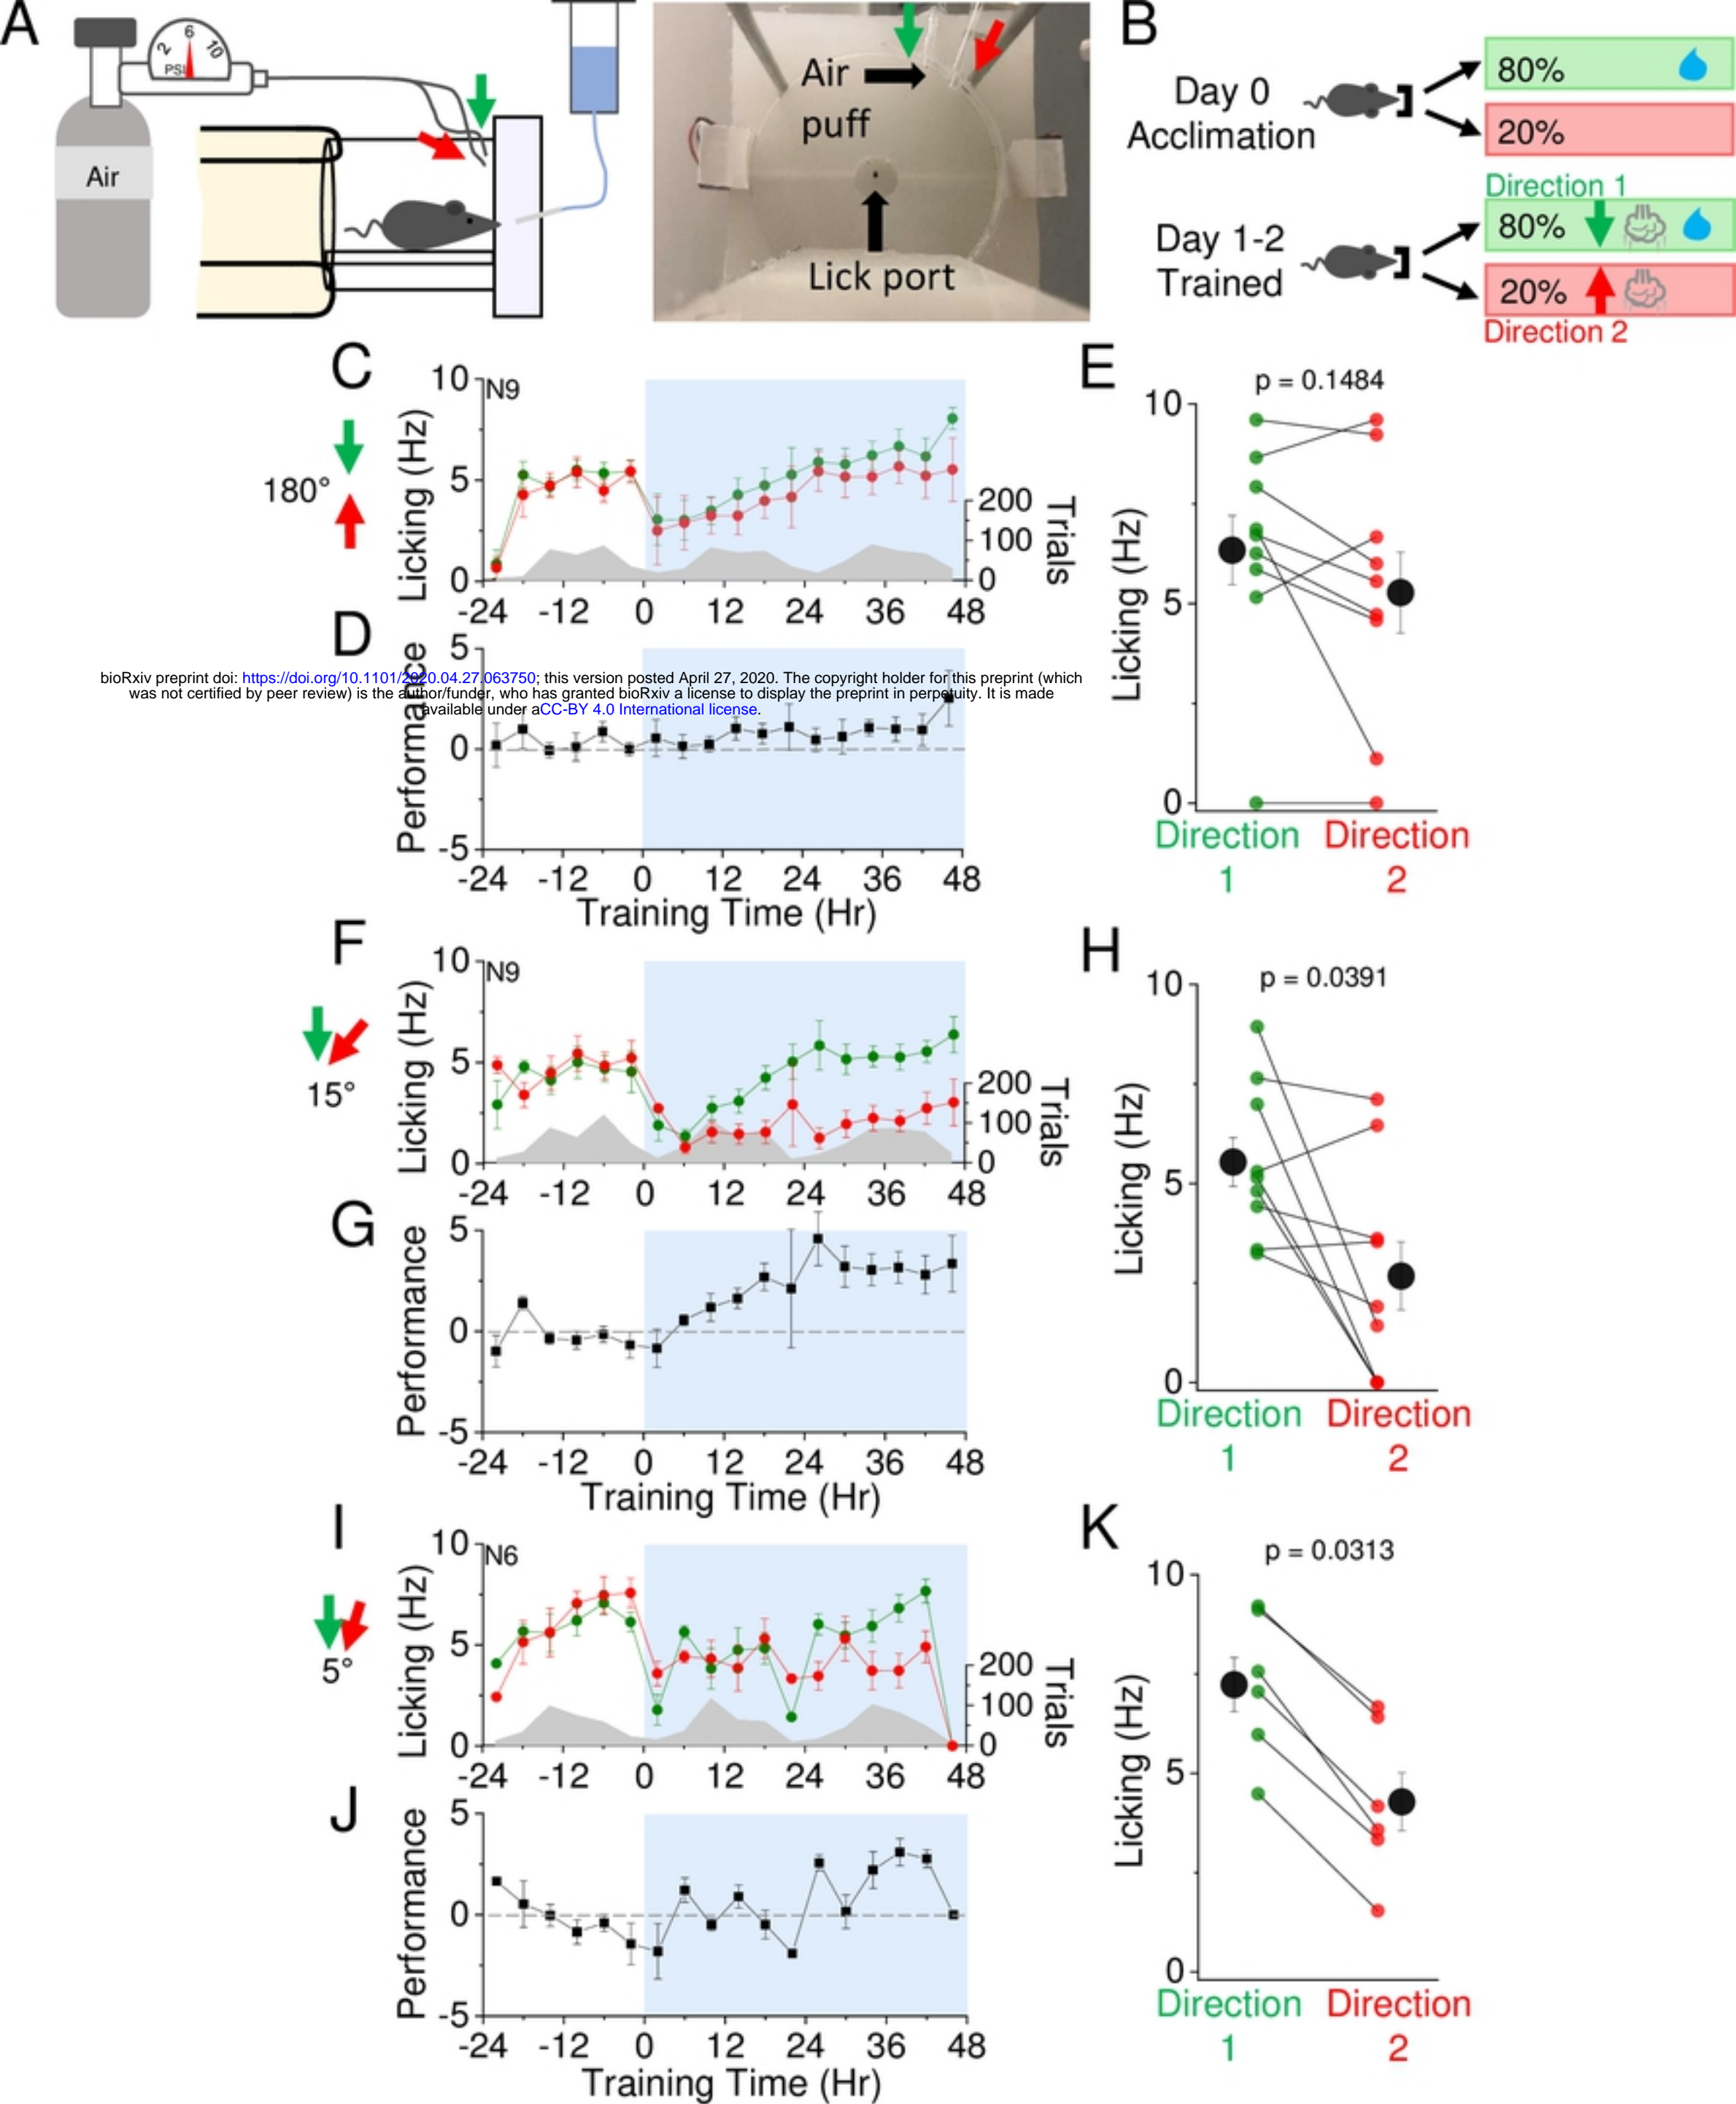 A
2
6
10
PSI
Air
Air
puff
Lick port
B
Day 0
Acclimation
80%
20%
Direction 1
Day 1-2
Trained
80%
20%
Direction 2
C
180°
10
5
0
N9
Licking (Hz)
200
100
0
Trials
-24 -12 0 12 24 36 48
D
5
0
-5
Performance
bioRxiv preprint doi: https://doi.org/10.1101/2020.04.27.063750; this version posted April 27, 2020. The copyright holder for this preprint (which
was not certified by peer review) is the author/funder, who has granted bioRxiv a license to display the preprint in perpetuity. It is made
available under aCC-BY 4.0 International license.
-24 -12 0 12 24 36 48
Training Time (Hr)
E
p = 0.1484
10
5
0
Licking (Hz)
Direction Direction
1 2
F
15°
10
5
0
N9
Licking (Hz)
200
100
0
Trials
-24 -12 0 12 24 36 48
G
5
0
-5
Performance
-24 -12 0 12 24 36 48
Training Time (Hr)
H
p = 0.0391
10
5
0
Licking (Hz)
Direction Direction
1 2
I
5°
10
5
0
N6
Licking (Hz)
200
100
0
Trials
-24 -12 0 12 24 36 48
J
5
0
-5
Performance
-24 -12 0 12 24 36 48
Training Time (Hr)
K
p = 0.0313
10
5
0
Licking (Hz)
Direction Direction
1 2